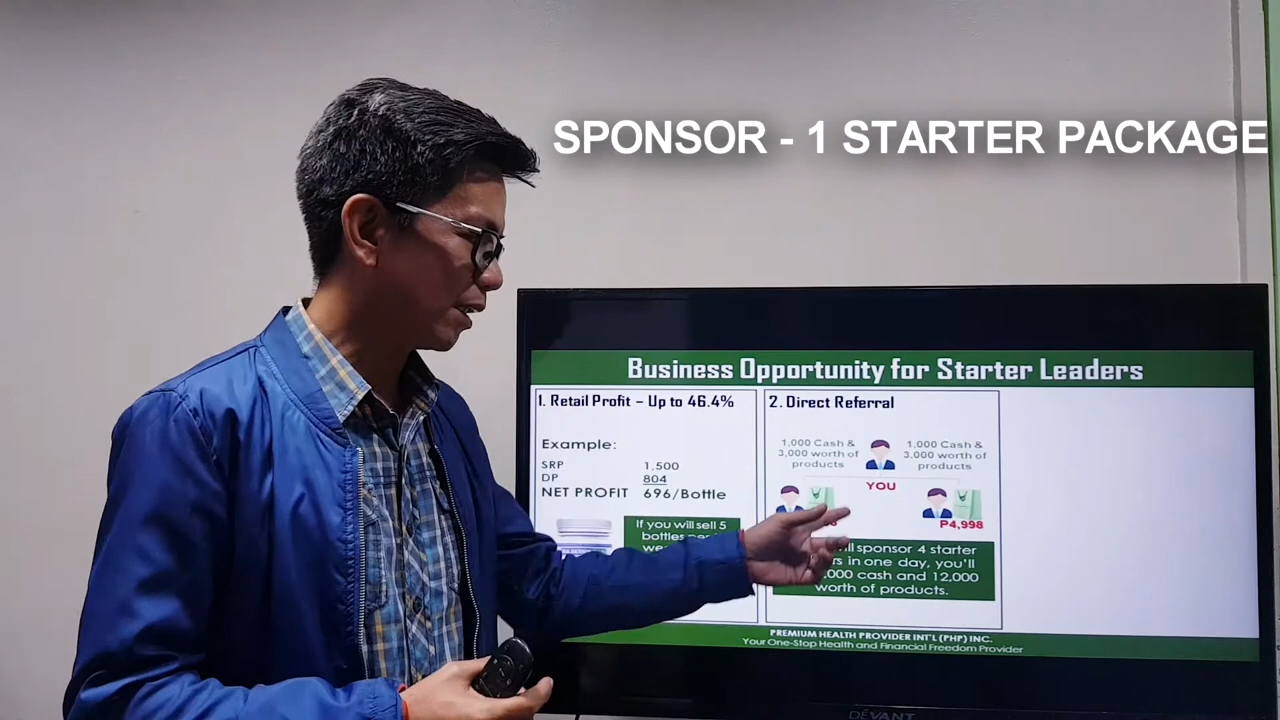 SPONSOR - 1 STARTER PACKAGE
Business Opportunity for Starter Leaders
1. Retail Profit – Up to 46.4%
Example:
SRP 1,500
DP 804
NET PROFIT 696/Bottle
If you will sell 5
bottles
2. Direct Referral
1,000 Cash &
3,000 worth of
products
1,000 Cash &
3,000 worth of
products
YOU
P4,998
sponsor 4 starter
in one day, you'll
cash and 12,000
worth of products.
PREMIUM HEALTH PROVIDER INT'L (PHP) INC.
Your One-Stop Health and Financial Freedom Provider
DEVANT